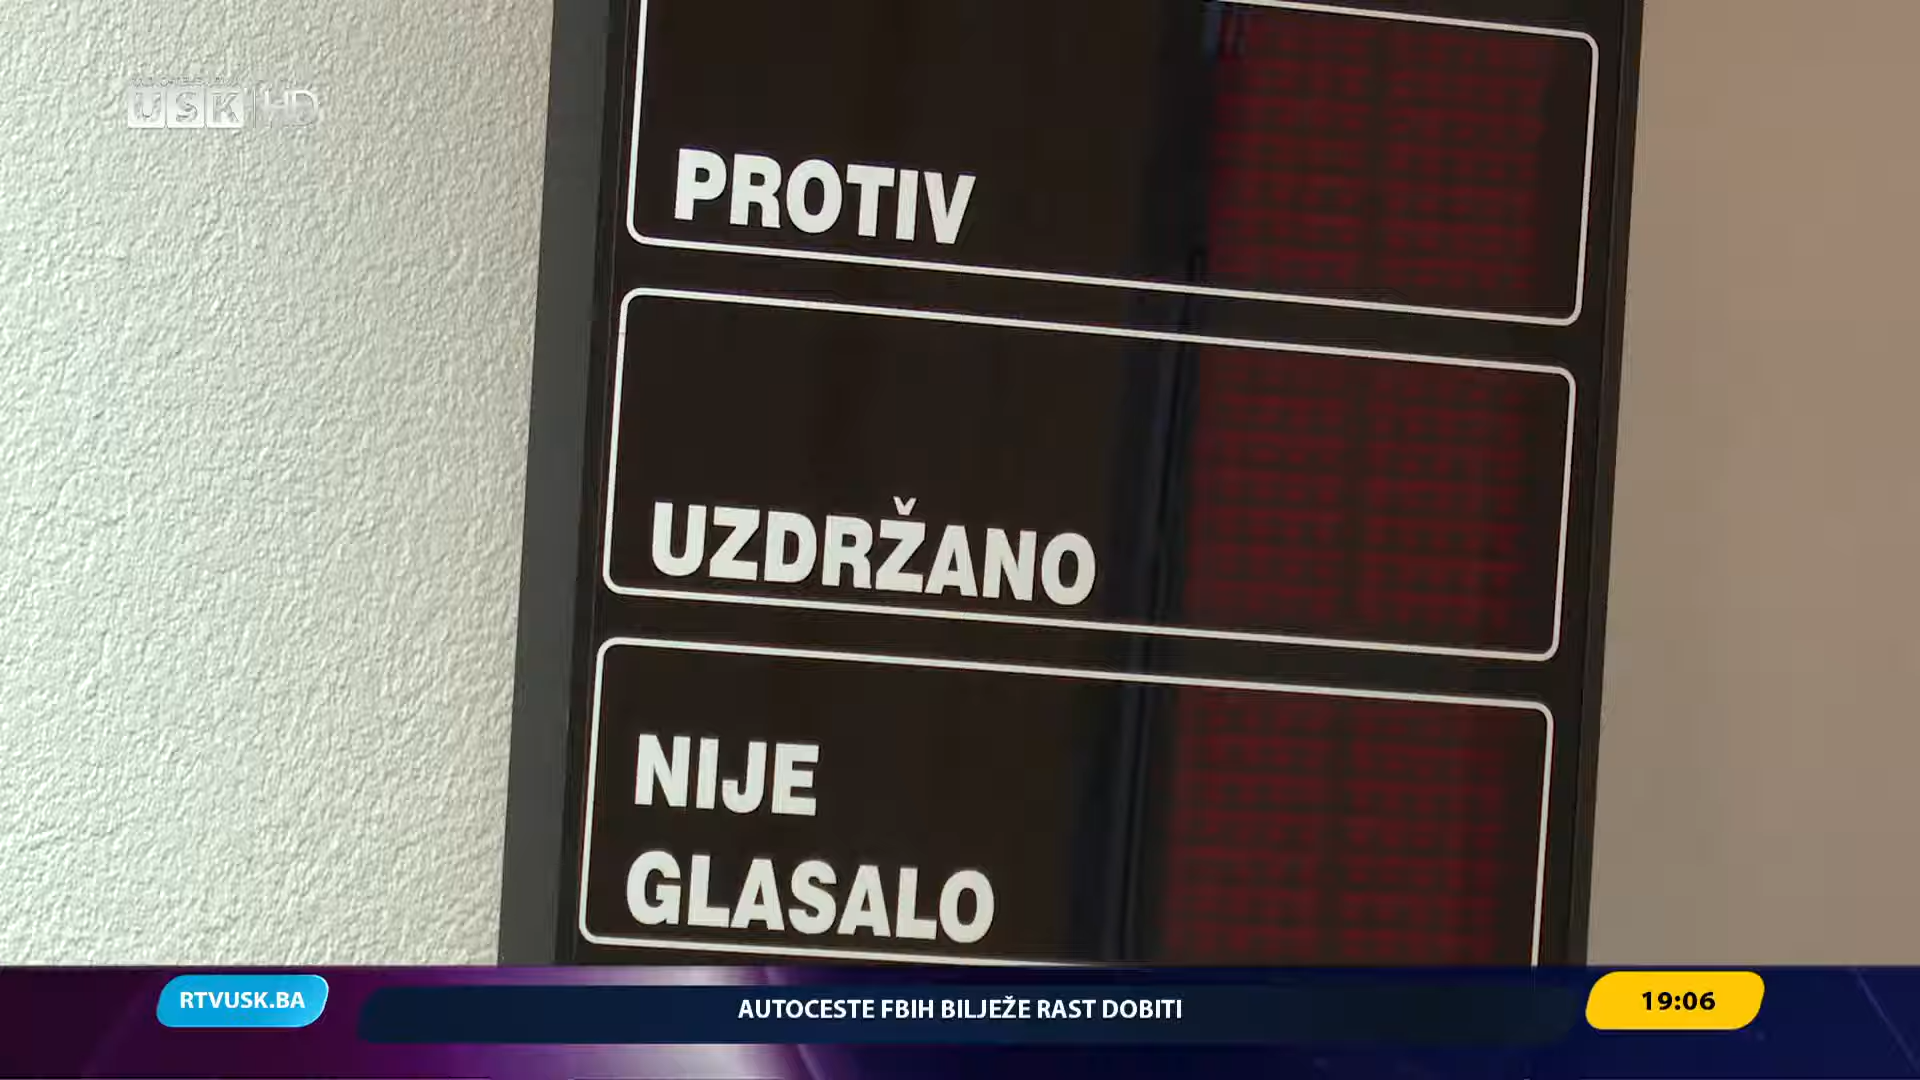 USK HD
PROTIV
UZDRŽANO
NIJE
GLASALO
RTVUSK.BA
AUTOCESTE FBIH BILJEŽE RAST DOBITI
19:06